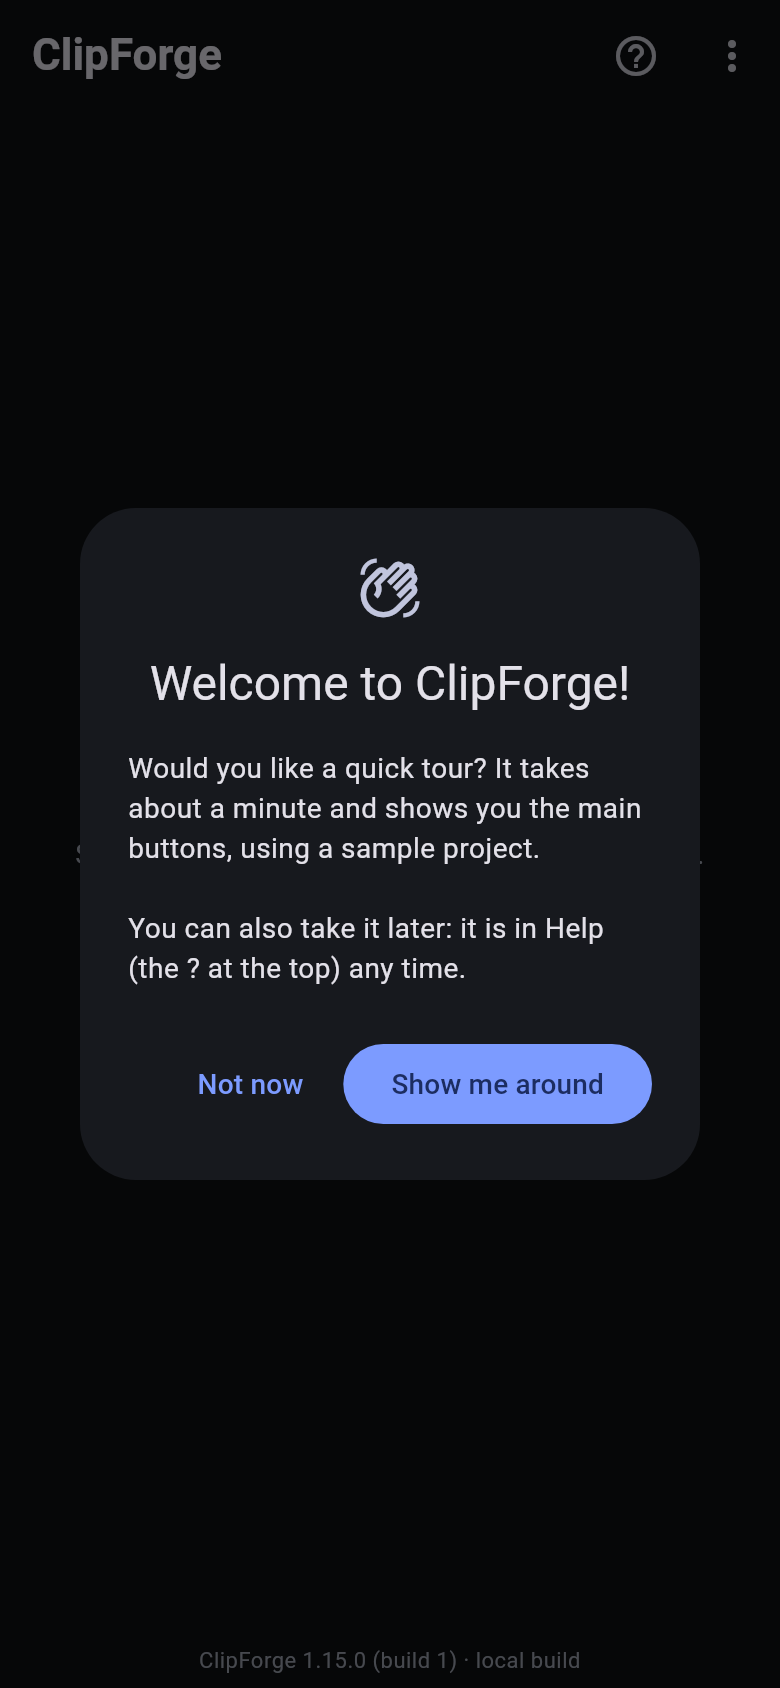 ClipForge
Welcome to ClipForge!
Would you like a quick tour? It takes
about a minute and shows you the main
buttons, using a sample project.
You can also take it later: it is in Help
(the ? at the top) any time.
Not now
Show me around
ClipForge 1.15.0 (build 1) · local build